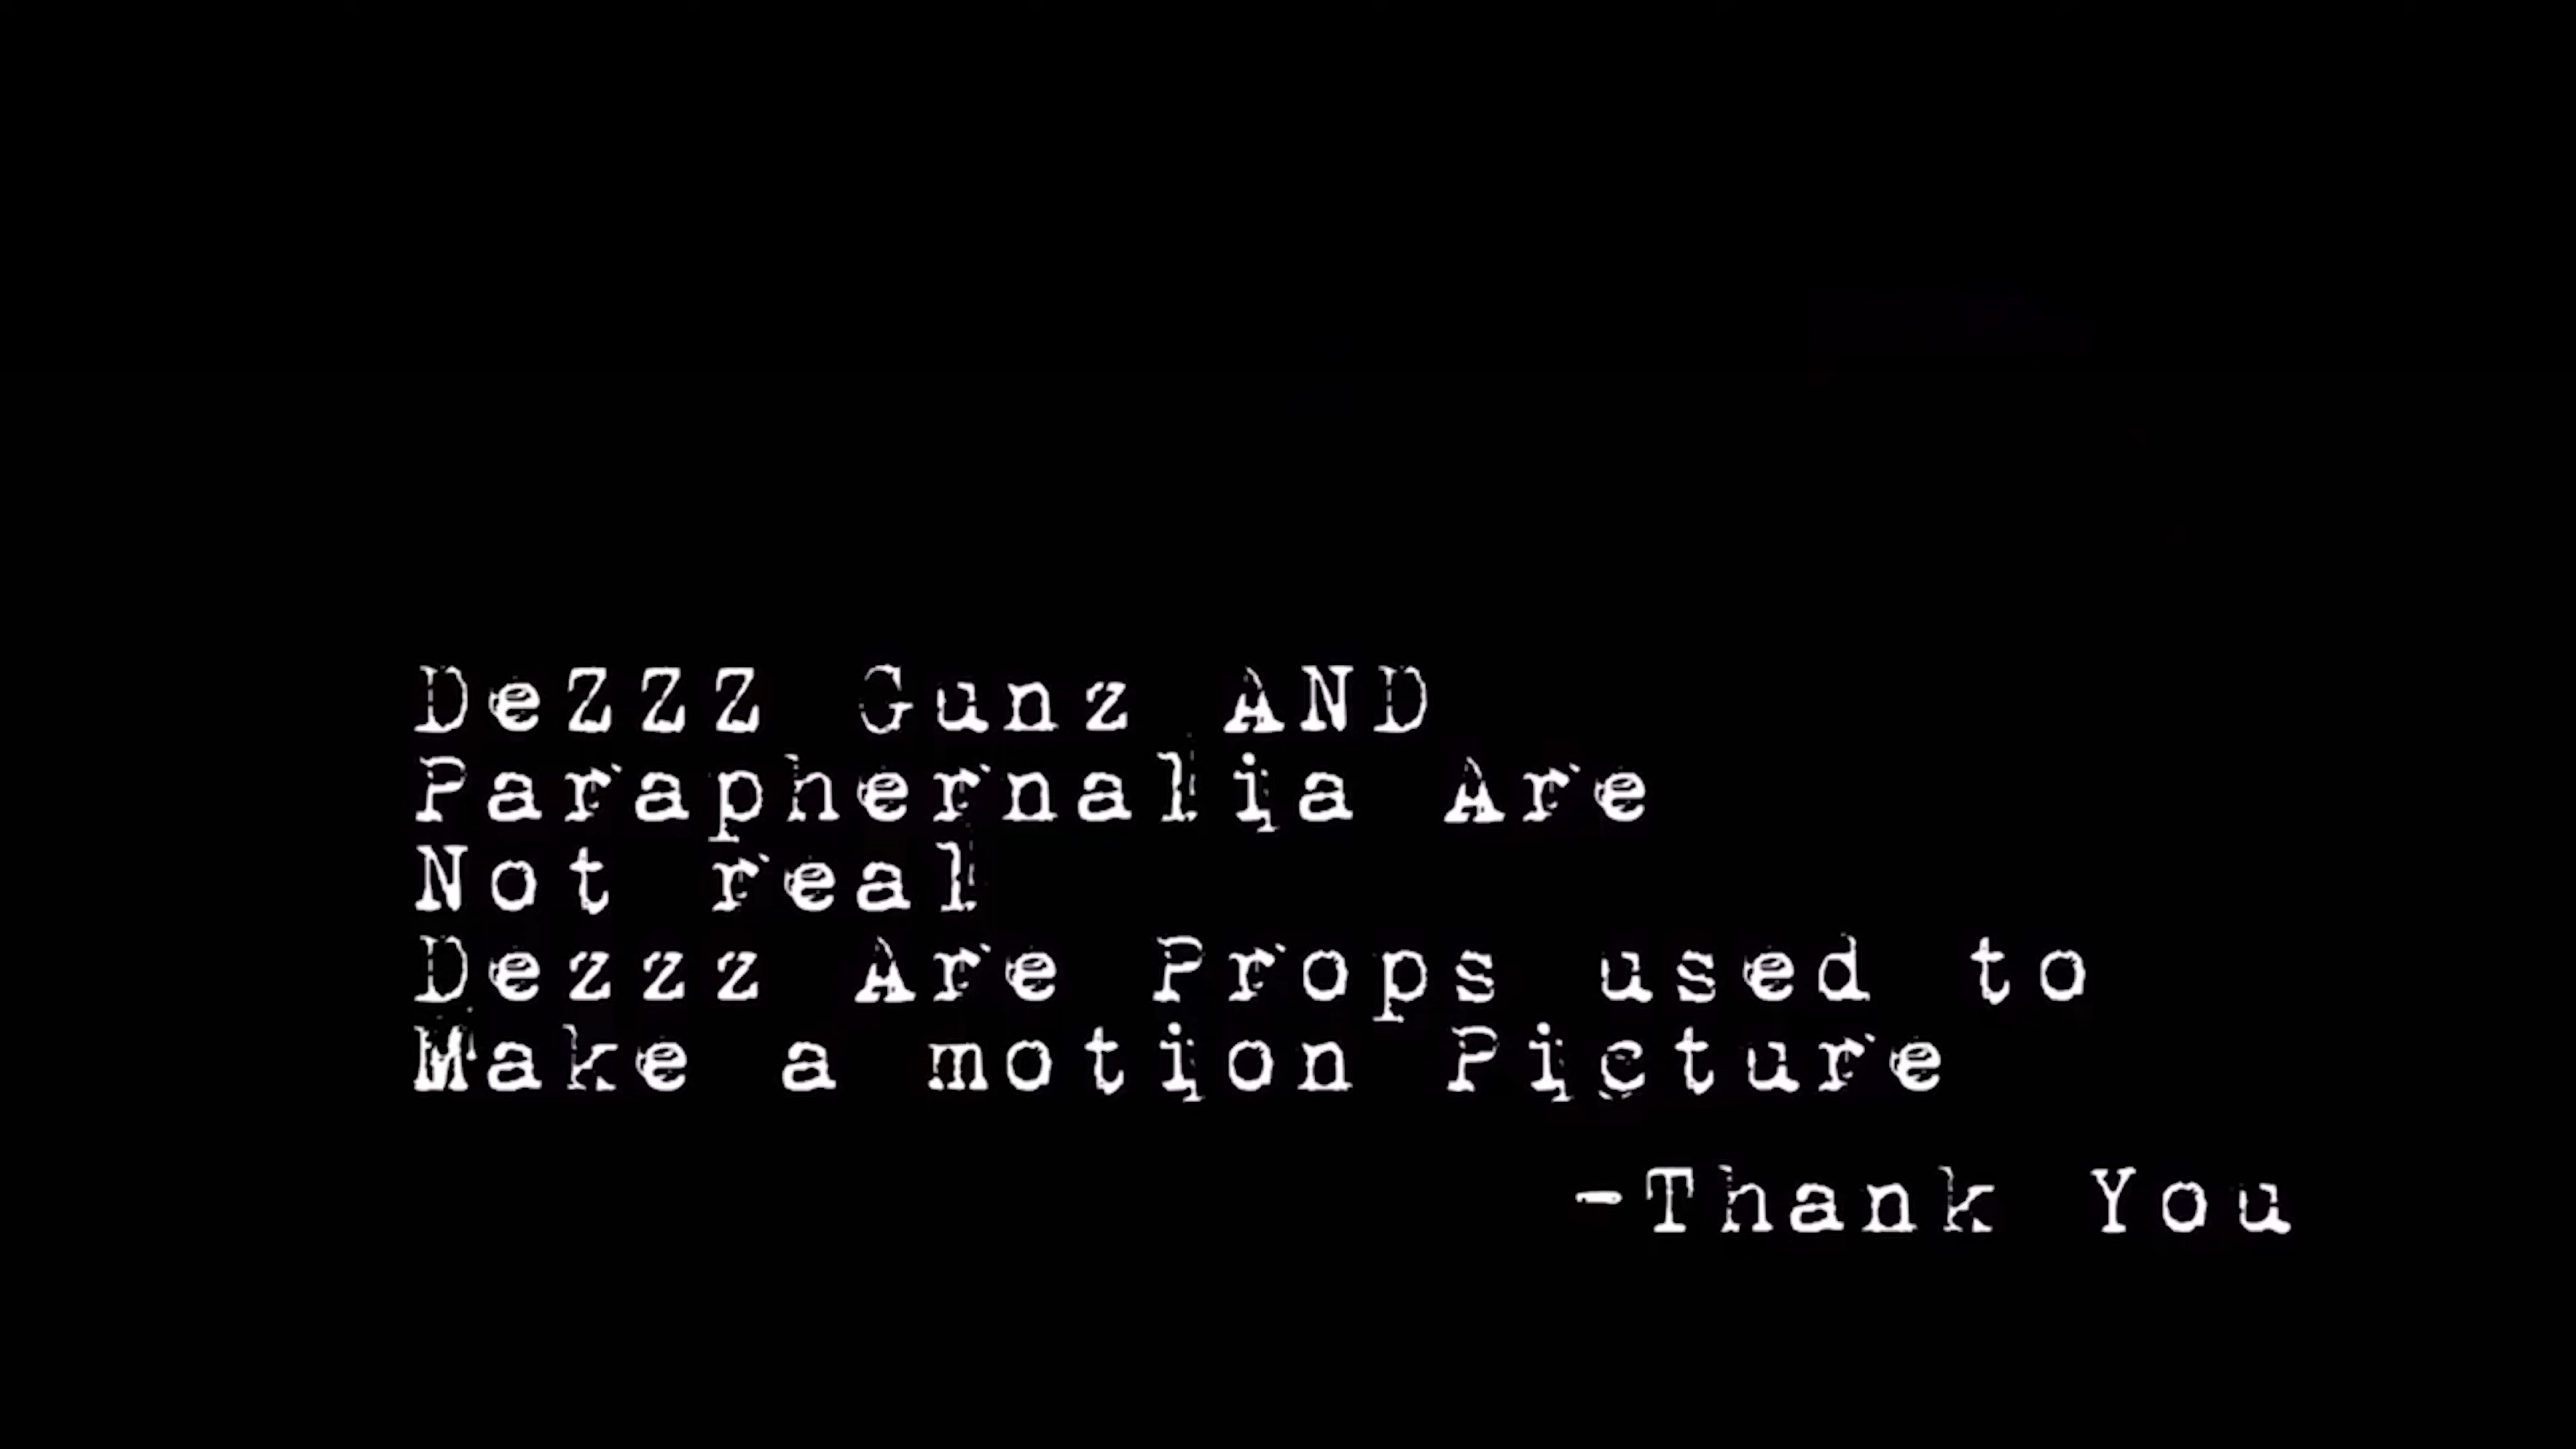 DeZZZ Gunz AND
Paraphernalia Are
Not real
Dezzz Are Props used to
Make a motion Picture
-Thank You